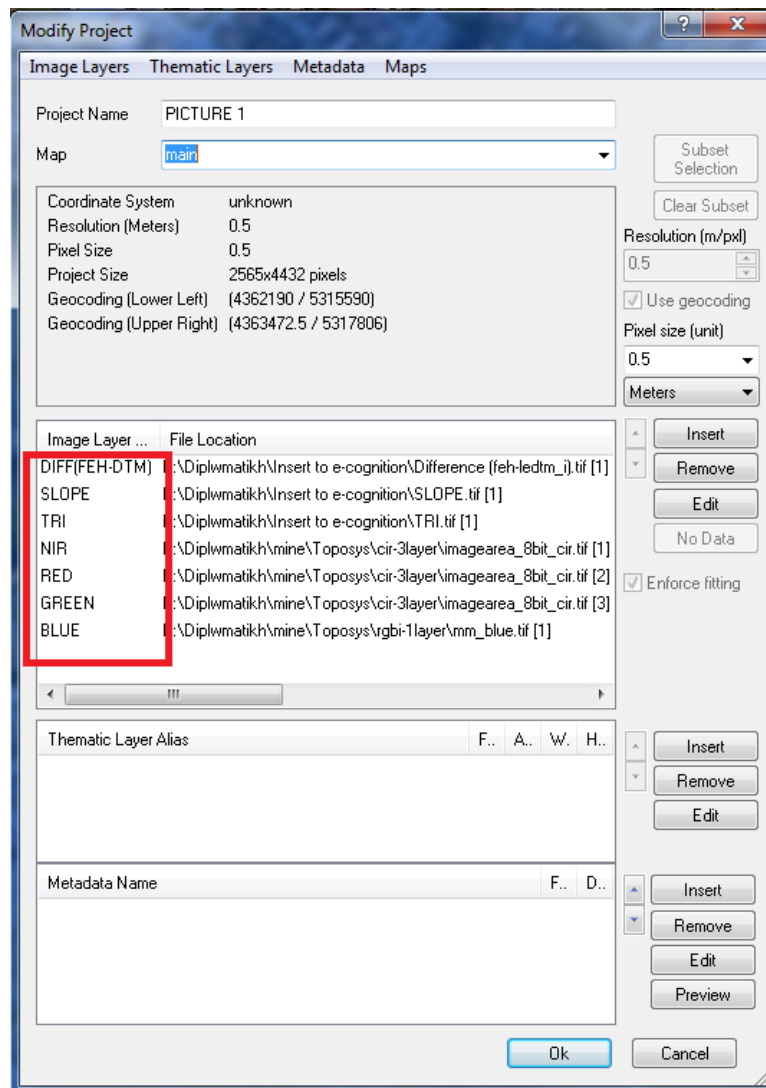 Modify Project
Image Layers Thematic Layers Metadata Maps
Project Name PICTURE 1
Map main
Subset Selection
Clear Subset
Coordinate System unknown
Resolution (Meters) 0.5
Pixel Size 0.5
Project Size 2565x4432 pixels
Geocoding (Lower Left) (4362190 / 5315590)
Geocoding (Upper Right) (4363472.5 / 5317806)
Resolution (m/pxl)
0.5
Use geocoding
Pixel size (unit)
0.5
Meters
Image Layer ... File Location
DIFF(FEH-DTM) :\Diplwmatikh\Insert to e-cognition\Difference (feh-ledtm_i).tif [1]
SLOPE :\Diplwmatikh\Insert to e-cognition\SLOPE.tif [1]
TRI :\Diplwmatikh\Insert to e-cognition\TRI.tif [1]
NIR :\Diplwmatikh\mine\Toposys\cir-3layer\imagearea_8bit_cir.tif [1]
RED :\Diplwmatikh\mine\Toposys\cir-3layer\imagearea_8bit_cir.tif [2]
GREEN :\Diplwmatikh\mine\Toposys\cir-3layer\imagearea_8bit_cir.tif [3]
BLUE :\Diplwmatikh\mine\Toposys\rgbi-1layer\mm_blue.tif [1]
Insert
Remove
Edit
No Data
Enforce fitting
Thematic Layer Alias F.. A.. W. H..
Insert
Remove
Edit
Metadata Name F.. D..
Insert
Remove
Edit
Preview
Ok Cancel